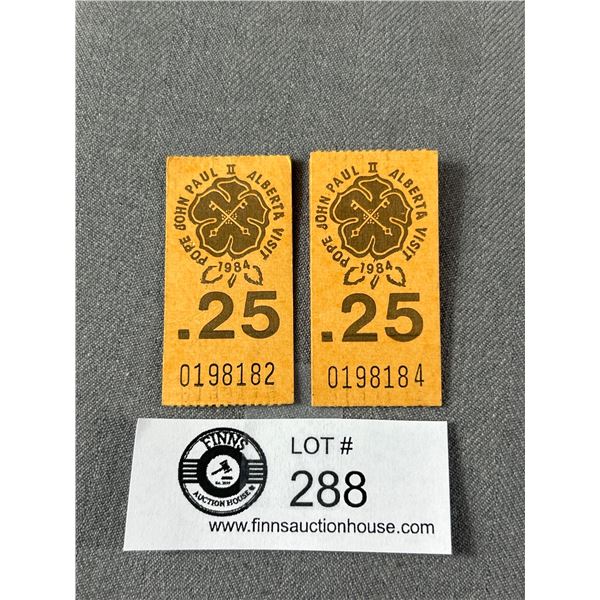 POPE JOHN PAUL II ALBERTA VISIT
1984
.25
0198182
POPE JOHN PAUL II ALBERTA VISIT
1984
.25
0198184
FINNS
AUCTION HOUSE
LOT #
288
www.finnsauctionhouse.com